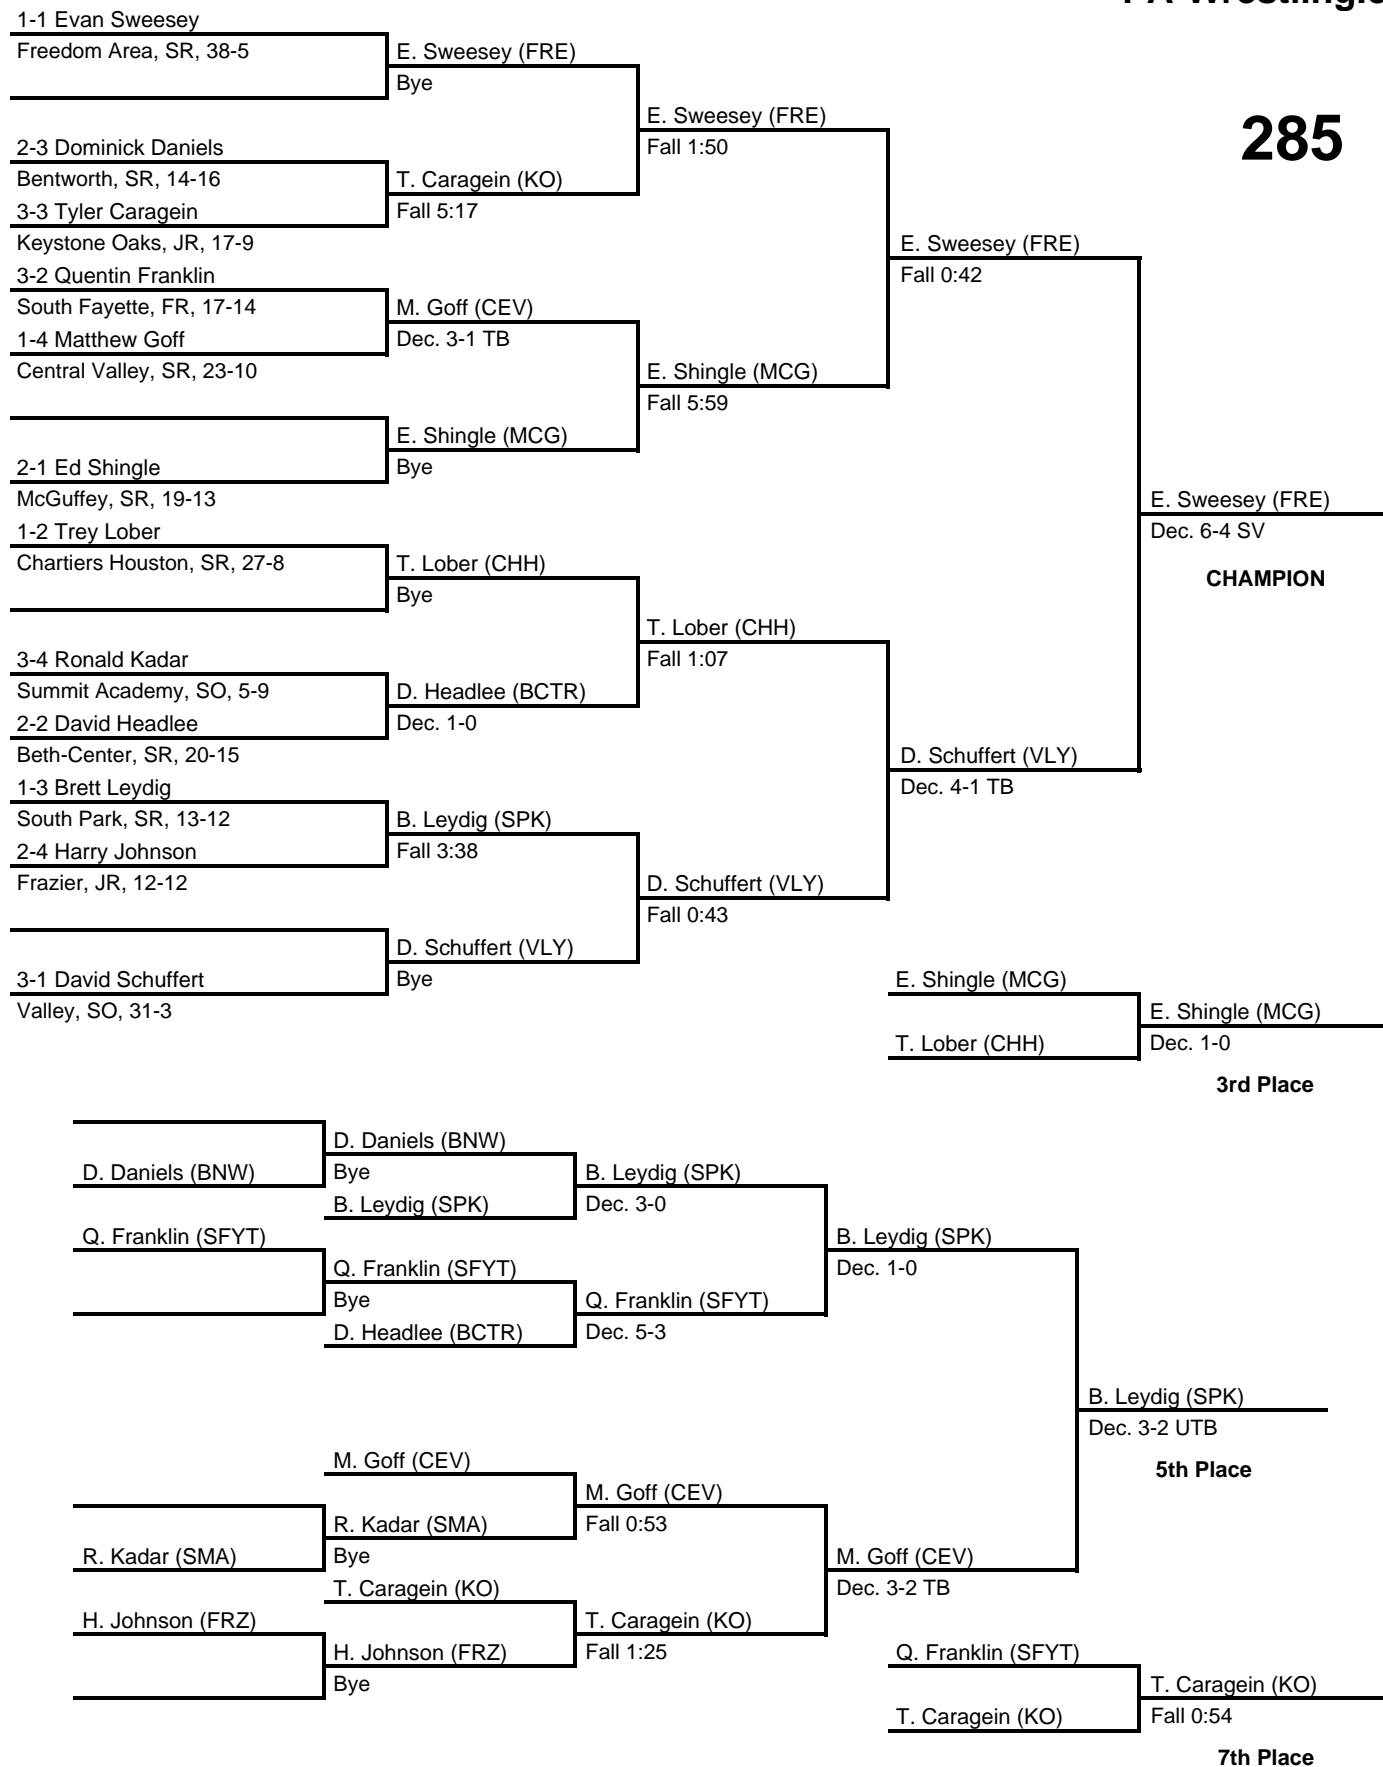 PA Wrestling
285
1-1 Evan Sweesey
Freedom Area, SR, 38-5
2-3 Dominick Daniels
Bentworth, SR, 14-16
3-3 Tyler Caragein
Keystone Oaks, JR, 17-9
3-2 Quentin Franklin
South Fayette, FR, 17-14
1-4 Matthew Goff
Central Valley, SR, 23-10
2-1 Ed Shingle
McGuffey, SR, 19-13
1-2 Trey Lober
Chartiers Houston, SR, 27-8
3-4 Ronald Kadar
Summit Academy, SO, 5-9
2-2 David Headlee
Beth-Center, SR, 20-15
1-3 Brett Leydig
South Park, SR, 13-12
2-4 Harry Johnson
Frazier, JR, 12-12
3-1 David Schuffert
Valley, SO, 31-3
E. Sweesey (FRE)
Bye
T. Caragein (KO)
Fall 5:17
M. Goff (CEV)
Dec. 3-1 TB
E. Shingle (MCG)
Bye
T. Lober (CHH)
Bye
D. Headlee (BCTR)
Dec. 1-0
B. Leydig (SPK)
Fall 3:38
D. Schuffert (VLY)
Bye
E. Sweesey (FRE)
Fall 1:50
E. Shingle (MCG)
Fall 5:59
T. Lober (CHH)
Fall 1:07
D. Schuffert (VLY)
Fall 0:43
E. Sweesey (FRE)
Fall 0:42
D. Schuffert (VLY)
Dec. 4-1 TB
E. Sweesey (FRE)
Dec. 6-4 SV
CHAMPION
E. Shingle (MCG)
T. Lober (CHH)
E. Shingle (MCG)
Dec. 1-0
3rd Place
D. Daniels (BNW)
Q. Franklin (SFYT)
R. Kadar (SMA)
H. Johnson (FRZ)
D. Daniels (BNW)
Bye
B. Leydig (SPK)
Q. Franklin (SFYT)
Bye
D. Headlee (BCTR)
M. Goff (CEV)
R. Kadar (SMA)
Bye
T. Caragein (KO)
H. Johnson (FRZ)
Bye
B. Leydig (SPK)
Dec. 3-0
Q. Franklin (SFYT)
Dec. 5-3
M. Goff (CEV)
Fall 0:53
T. Caragein (KO)
Fall 1:25
B. Leydig (SPK)
Dec. 1-0
M. Goff (CEV)
Dec. 3-2 TB
B. Leydig (SPK)
Dec. 3-2 UTB
5th Place
Q. Franklin (SFYT)
T. Caragein (KO)
T. Caragein (KO)
Fall 0:54
7th Place